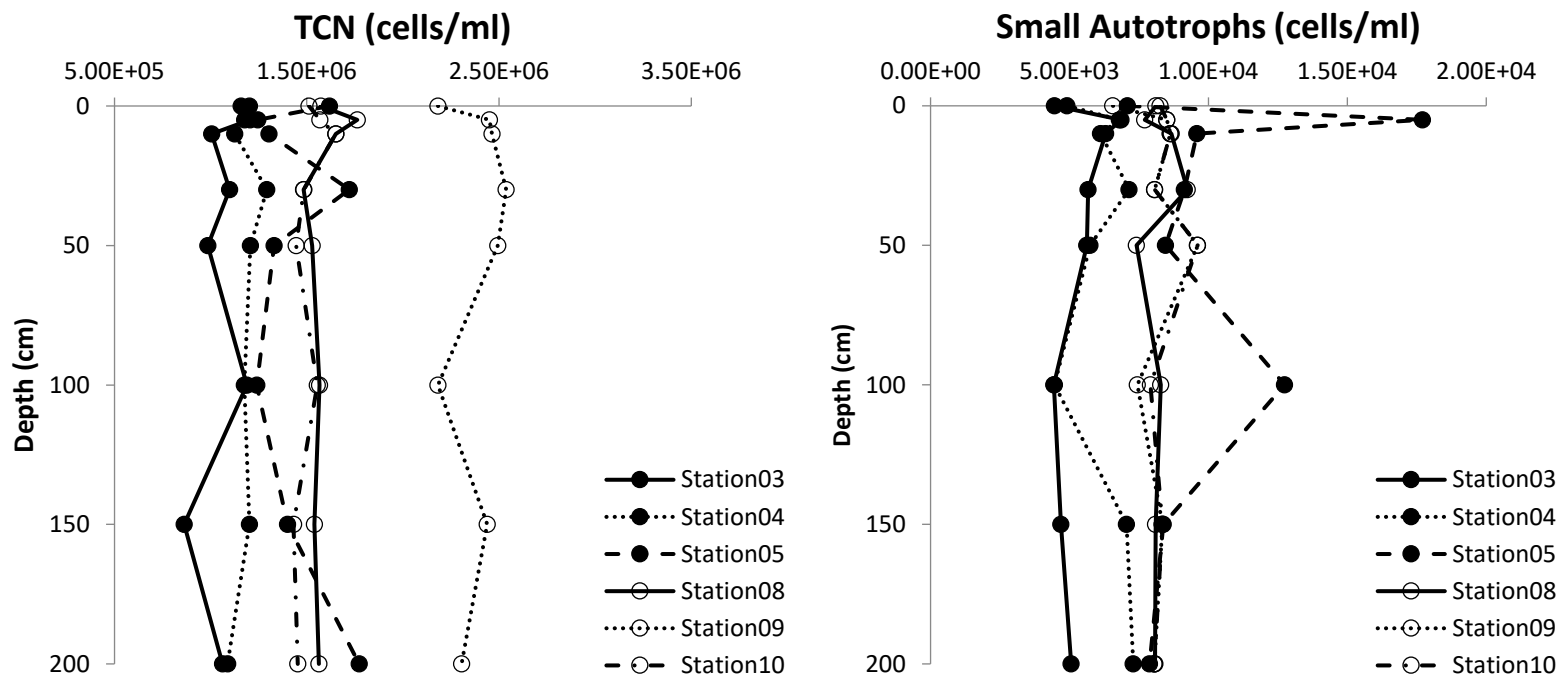 TCN (cells/ml)
5.00E+05 1.50E+06 2.50E+06 3.50E+06
0
50
100
150
200
Depth (cm)
Station03
Station04
Station05
Station08
Station09
Station10
Small Autotrophs (cells/ml)
0.00E+00 5.00E+03 1.00E+04 1.50E+04 2.00E+04
0
50
100
150
200
Depth (cm)
Station03
Station04
Station05
Station08
Station09
Station10